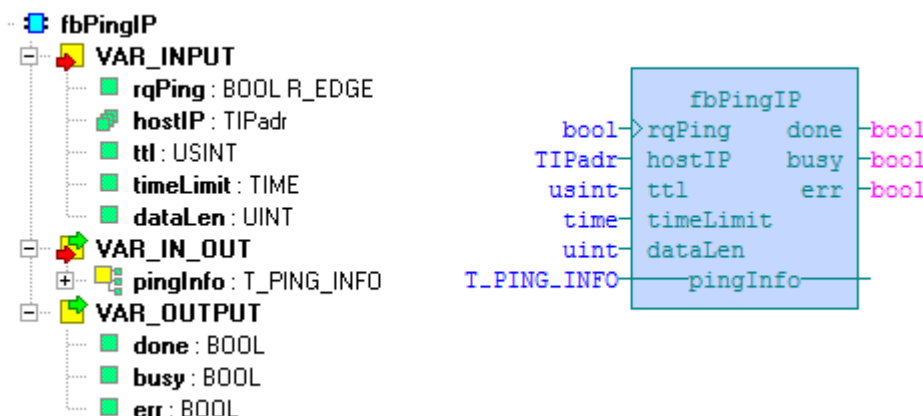 fbPingIP
VAR_INPUT
rqPing : BOOL R_EDGE
hostIP : TIPadr
ttl : USINT
timeLimit : TIME
dataLen : UINT
VAR_IN_OUT
pingInfo : T_PING_INFO
VAR_OUTPUT
done : BOOL
busy : BOOL
err : BOOL
fbPingIP
bool rqPing done bool
TIPadr hostIP busy bool
usint ttl err bool
time timeLimit
uint dataLen
T_PING_INFO pingInfo